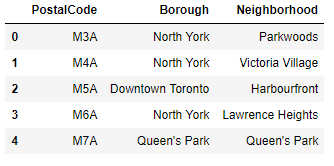 PostalCode Borough Neighborhood
0 M3A North York Parkwoods
1 M4A North York Victoria Village
2 M5A Downtown Toronto Harbourfront
3 M6A North York Lawrence Heights
4 M7A Queen's Park Queen's Park